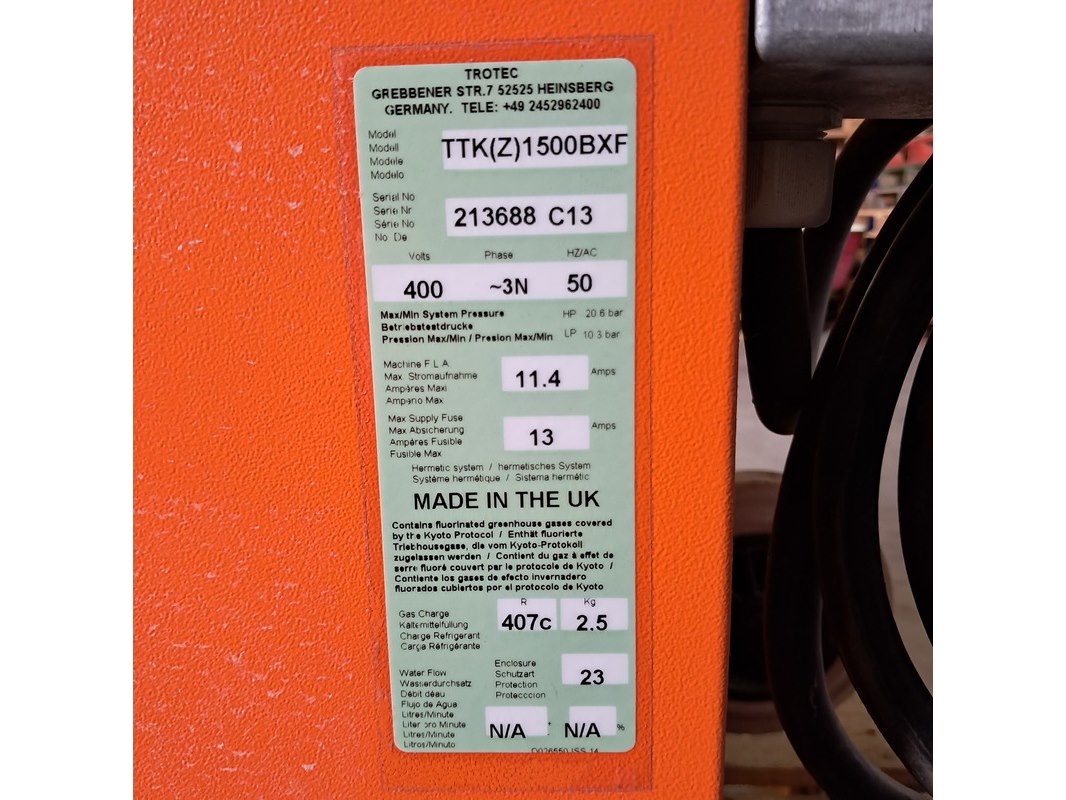 TROTEC
GREBBENER STR.7 52525 HEINSBERG
GERMANY. TELE: +49 2452962400
Model
Modell
Modèle
Modelo
TTK(Z)1500BXF
Serial No
Serie Nr
Série No
No De
213688 C13
Volts Phase HZ/AC
400 ~3N 50
Max/Min System Pressure HP 20.6 bar
Betriebstestdrucke
Pression Max/Min / Presion Max/Min LP 10.3 bar
Machine F L A
Max Stromaufnahme
Ampères Maxi
Amperio Max
11.4 Amps
Max Supply Fuse
Max Absicherung
Ampères Fusible
Fusible Max
13 Amps
Hermetic system / hermetisches System
Système hermétique / Sistema hermétic
MADE IN THE UK
Contains fluorinated greenhouse gases covered
by the Kyoto Protocol / Enthält fluorierte
Triebhousegase, die vom Kyoto-Protokoll
zugelassen werden / Contient du gaz à effet de
serre fluoré couvert par le protocole de Kyoto /
Contiente los gases de efecto invernadero
fluorados cubiertos por el protocolo de Kyoto
R Kg
Gas Charge
Kältemittelfüllung
Charge Refrigerant
Carga Réfrigérante
407c 2.5
Water Flow
Wasserdurchsatz
Débit déau
Flujo de Agua
Litres/Minute
Liter pro Minute
Litres/Minute
Litros/Minuto
Enclosure
Schutzart
Protection
Proteccion
23
N/A N/A %
D026550 ISS 14